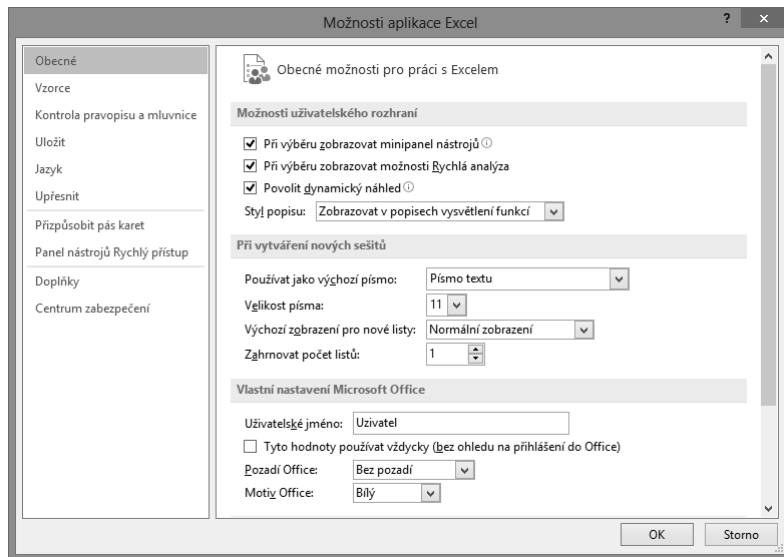 Možnosti aplikace Excel
?
Obecné
Vzorce
Kontrola pravopisu a mluvnice
Uložit
Jazyk
Upřesnit
Přizpůsobit pás karet
Panel nástrojů Rychlý přístup
Doplňky
Centrum zabezpečení
Obecné možnosti pro práci s Excelem
Možnosti uživatelského rozhraní
Při výběru zobrazovat minipanel nástrojů
Při výběru zobrazovat možnosti Rychlá analýza
Povolit dynamický náhled
Styl popisu: Zobrazovat v popisech vysvětlení funkcí
Při vytváření nových sešitů
Používat jako výchozí písmo: Písmo textu
Velikost písma: 11
Výchozí zobrazení pro nové listy: Normální zobrazení
Zahrnovat počet listů: 1
Vlastní nastavení Microsoft Office
Uživatelské jméno: Uzivatel
Tyto hodnoty používat vždycky (bez ohledu na přihlášení do Office)
Pozadí Office: Bez pozadí
Motiv Office: Bílý
OK Storno